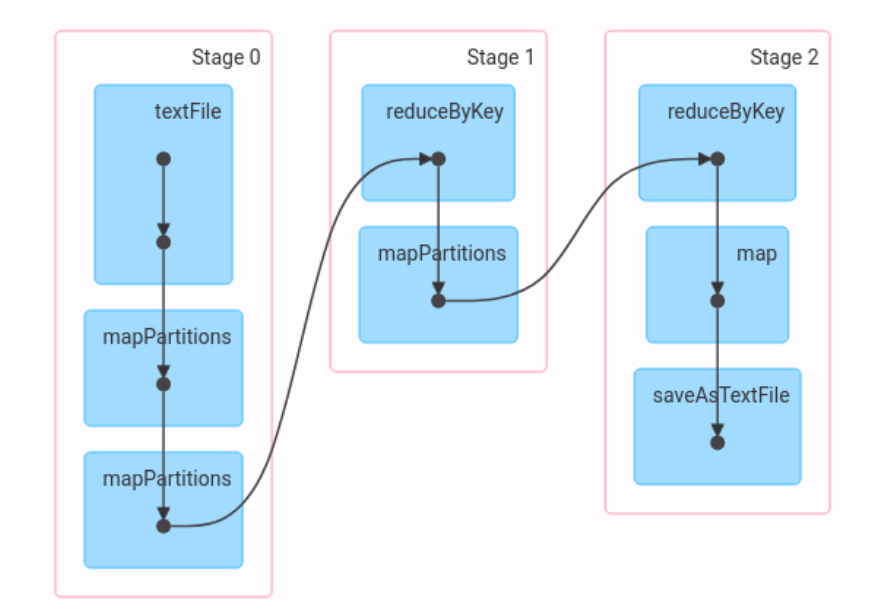 Stage 0
textFile
mapPartitions
mapPartitions
Stage 1
reduceByKey
mapPartitions
Stage 2
reduceByKey
map
saveAsTextFile